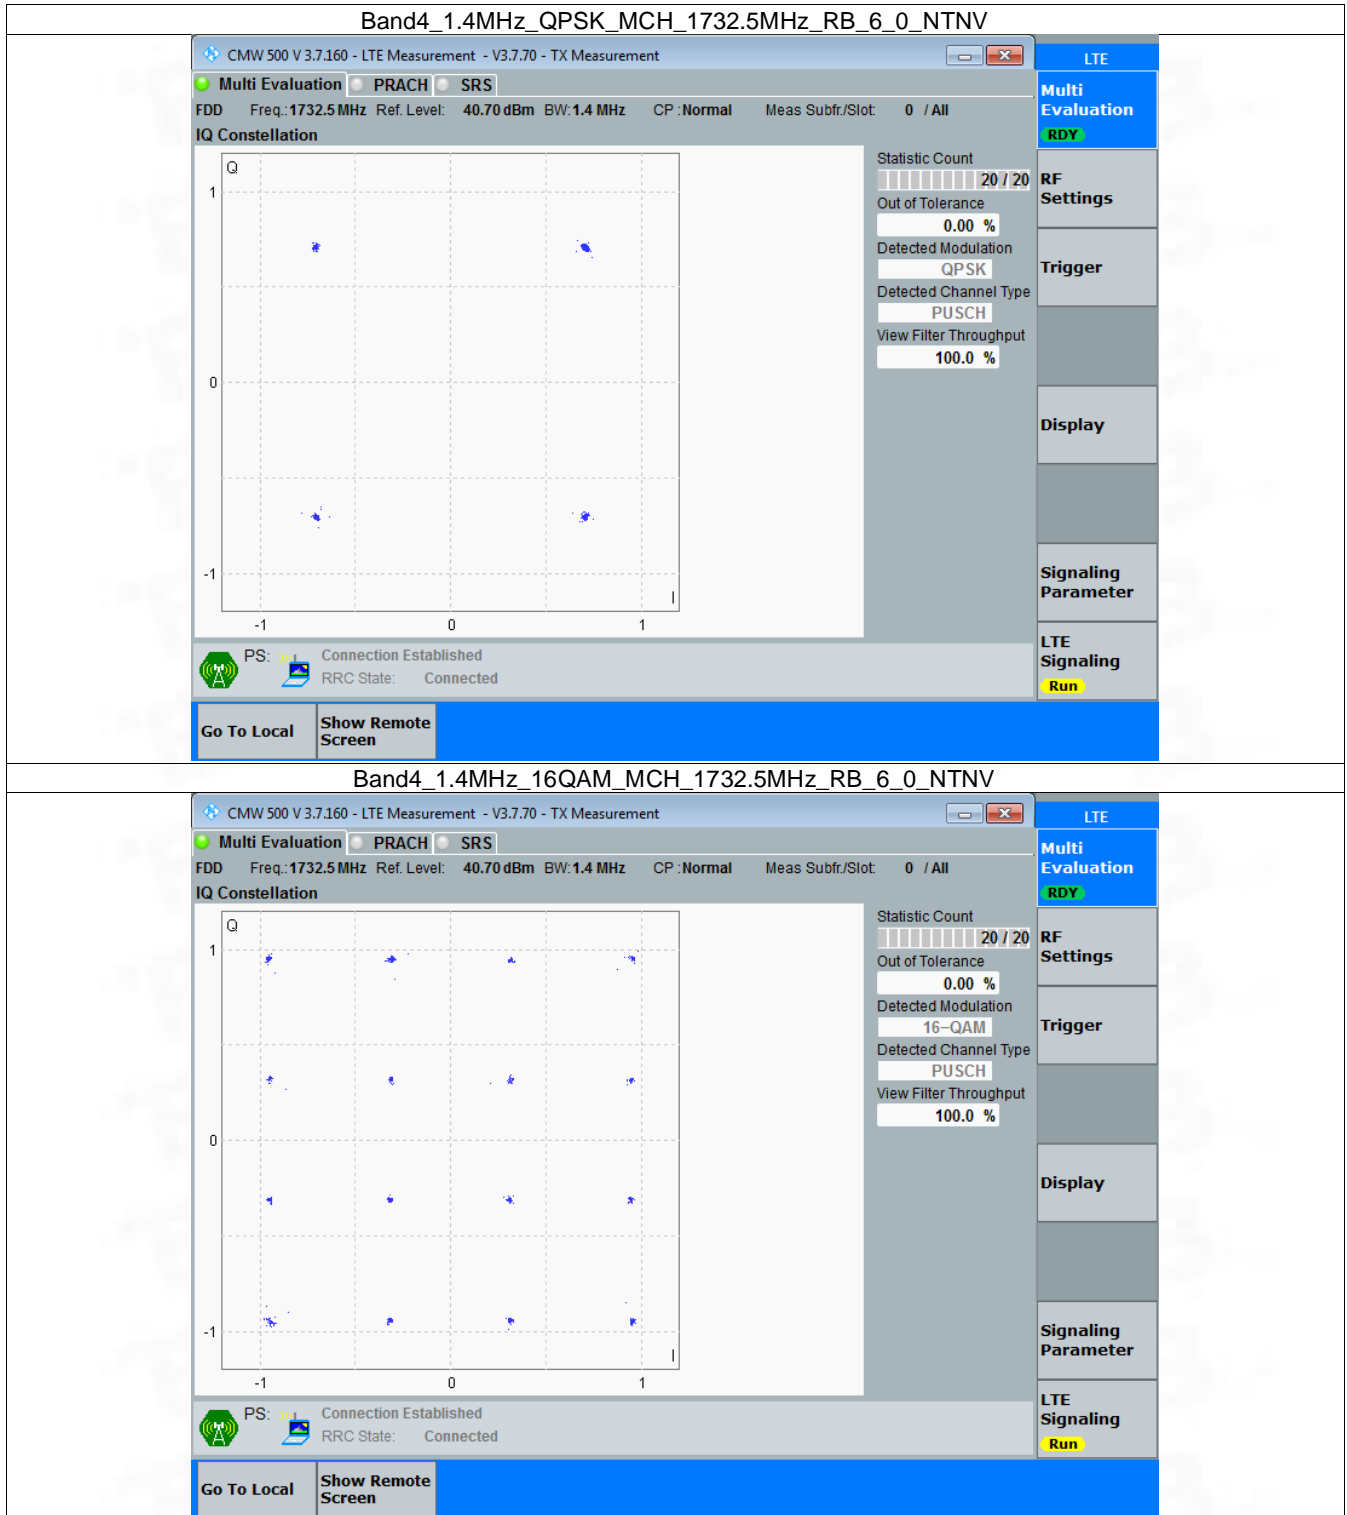 Band4_1.4MHz_QPSK_MCH_1732.5MHz_RB_6_0_NTNV
CMW 500 V 3.7.160 - LTE Measurement - V3.7.70 - TX Measurement
LTE
Multi Evaluation PRACH SRS
Multi
Evaluation
RDY
FDD Freq.: 1732.5 MHz Ref. Level: 40.70 dBm BW: 1.4 MHz CP : Normal Meas Subfr./Slot: 0 / All
IQ Constellation
Q
1
0
-1
I
-1 0 1
Statistic Count
20 / 20
Out of Tolerance
0.00 %
Detected Modulation
QPSK
Detected Channel Type
PUSCH
View Filter Throughput
100.0 %
RF
Settings
Trigger
Display
Signaling
Parameter
LTE
Signaling
Run
PS: Connection Established
RRC State: Connected
Go To Local Show Remote
Screen
Band4_1.4MHz_16QAM_MCH_1732.5MHz_RB_6_0_NTNV
CMW 500 V 3.7.160 - LTE Measurement - V3.7.70 - TX Measurement
LTE
Multi Evaluation PRACH SRS
Multi
Evaluation
RDY
FDD Freq.: 1732.5 MHz Ref. Level: 40.70 dBm BW: 1.4 MHz CP : Normal Meas Subfr./Slot: 0 / All
IQ Constellation
Q
1
0
-1
I
-1 0 1
Statistic Count
20 / 20
Out of Tolerance
0.00 %
Detected Modulation
16-QAM
Detected Channel Type
PUSCH
View Filter Throughput
100.0 %
RF
Settings
Trigger
Display
Signaling
Parameter
LTE
Signaling
Run
PS: Connection Established
RRC State: Connected
Go To Local Show Remote
Screen